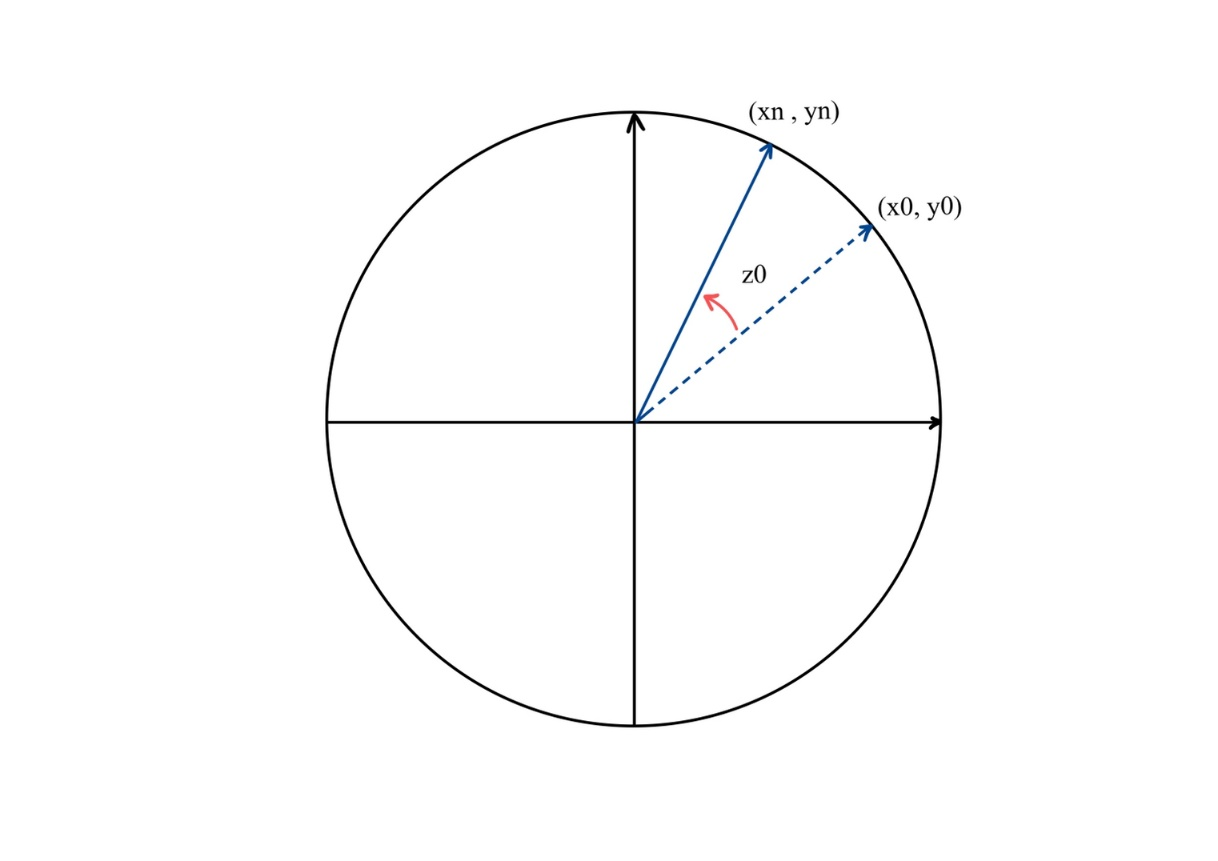 (xn , yn)
(x0, y0)
z0